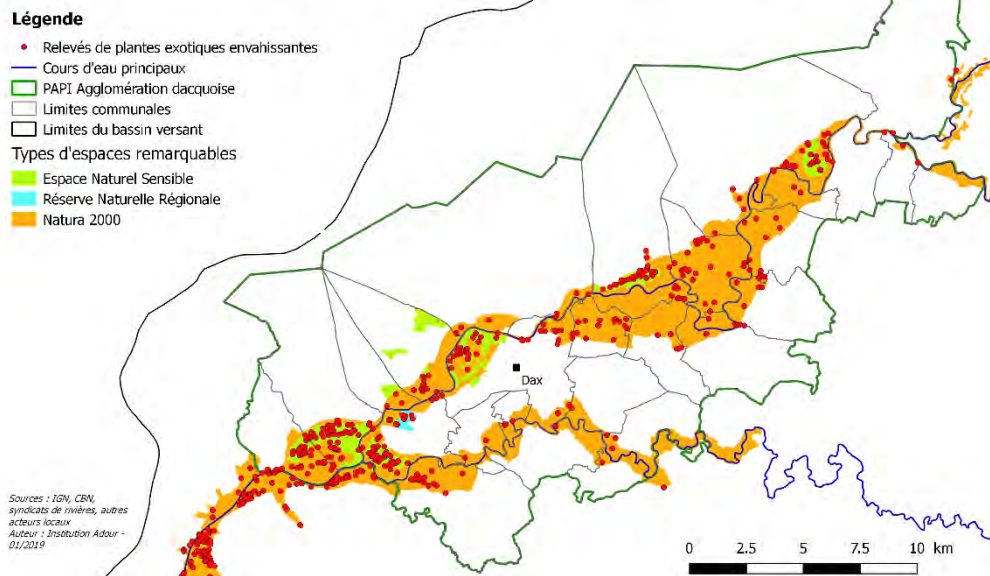 Légende
Relevés de plantes exotiques envahissantes
Cours d'eau principaux
PAPI Agglomération dacquoise
Limites communales
Limites du bassin versant
Types d'espaces remarquables
Espace Naturel Sensible
Réserve Naturelle Régionale
Natura 2000
Dax
Sources : IGN, CBN,
syndicats de rivières, autres
acteurs locaux
Auteur : Institution Adour -
01/2019
0 2.5 5 7.5 10 km